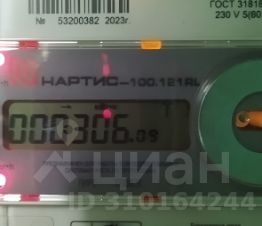 № 53200382 2023г.
ГОСТ 31818
230 V 5(80
НАРТИС-100.121RL
000306.09
ЦИАН
ID 310164244